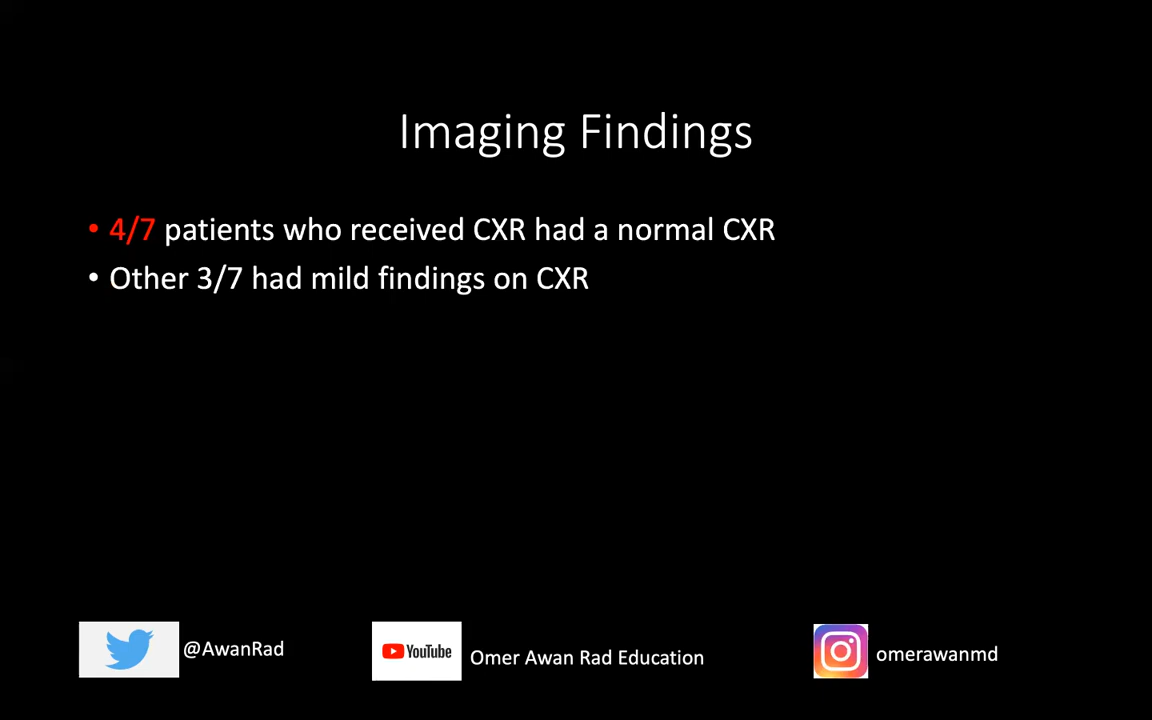 Imaging Findings
• 4/7 patients who received CXR had a normal CXR
• Other 3/7 had mild findings on CXR
@AwanRad
YouTube
Omer Awan Rad Education
omerawanmd